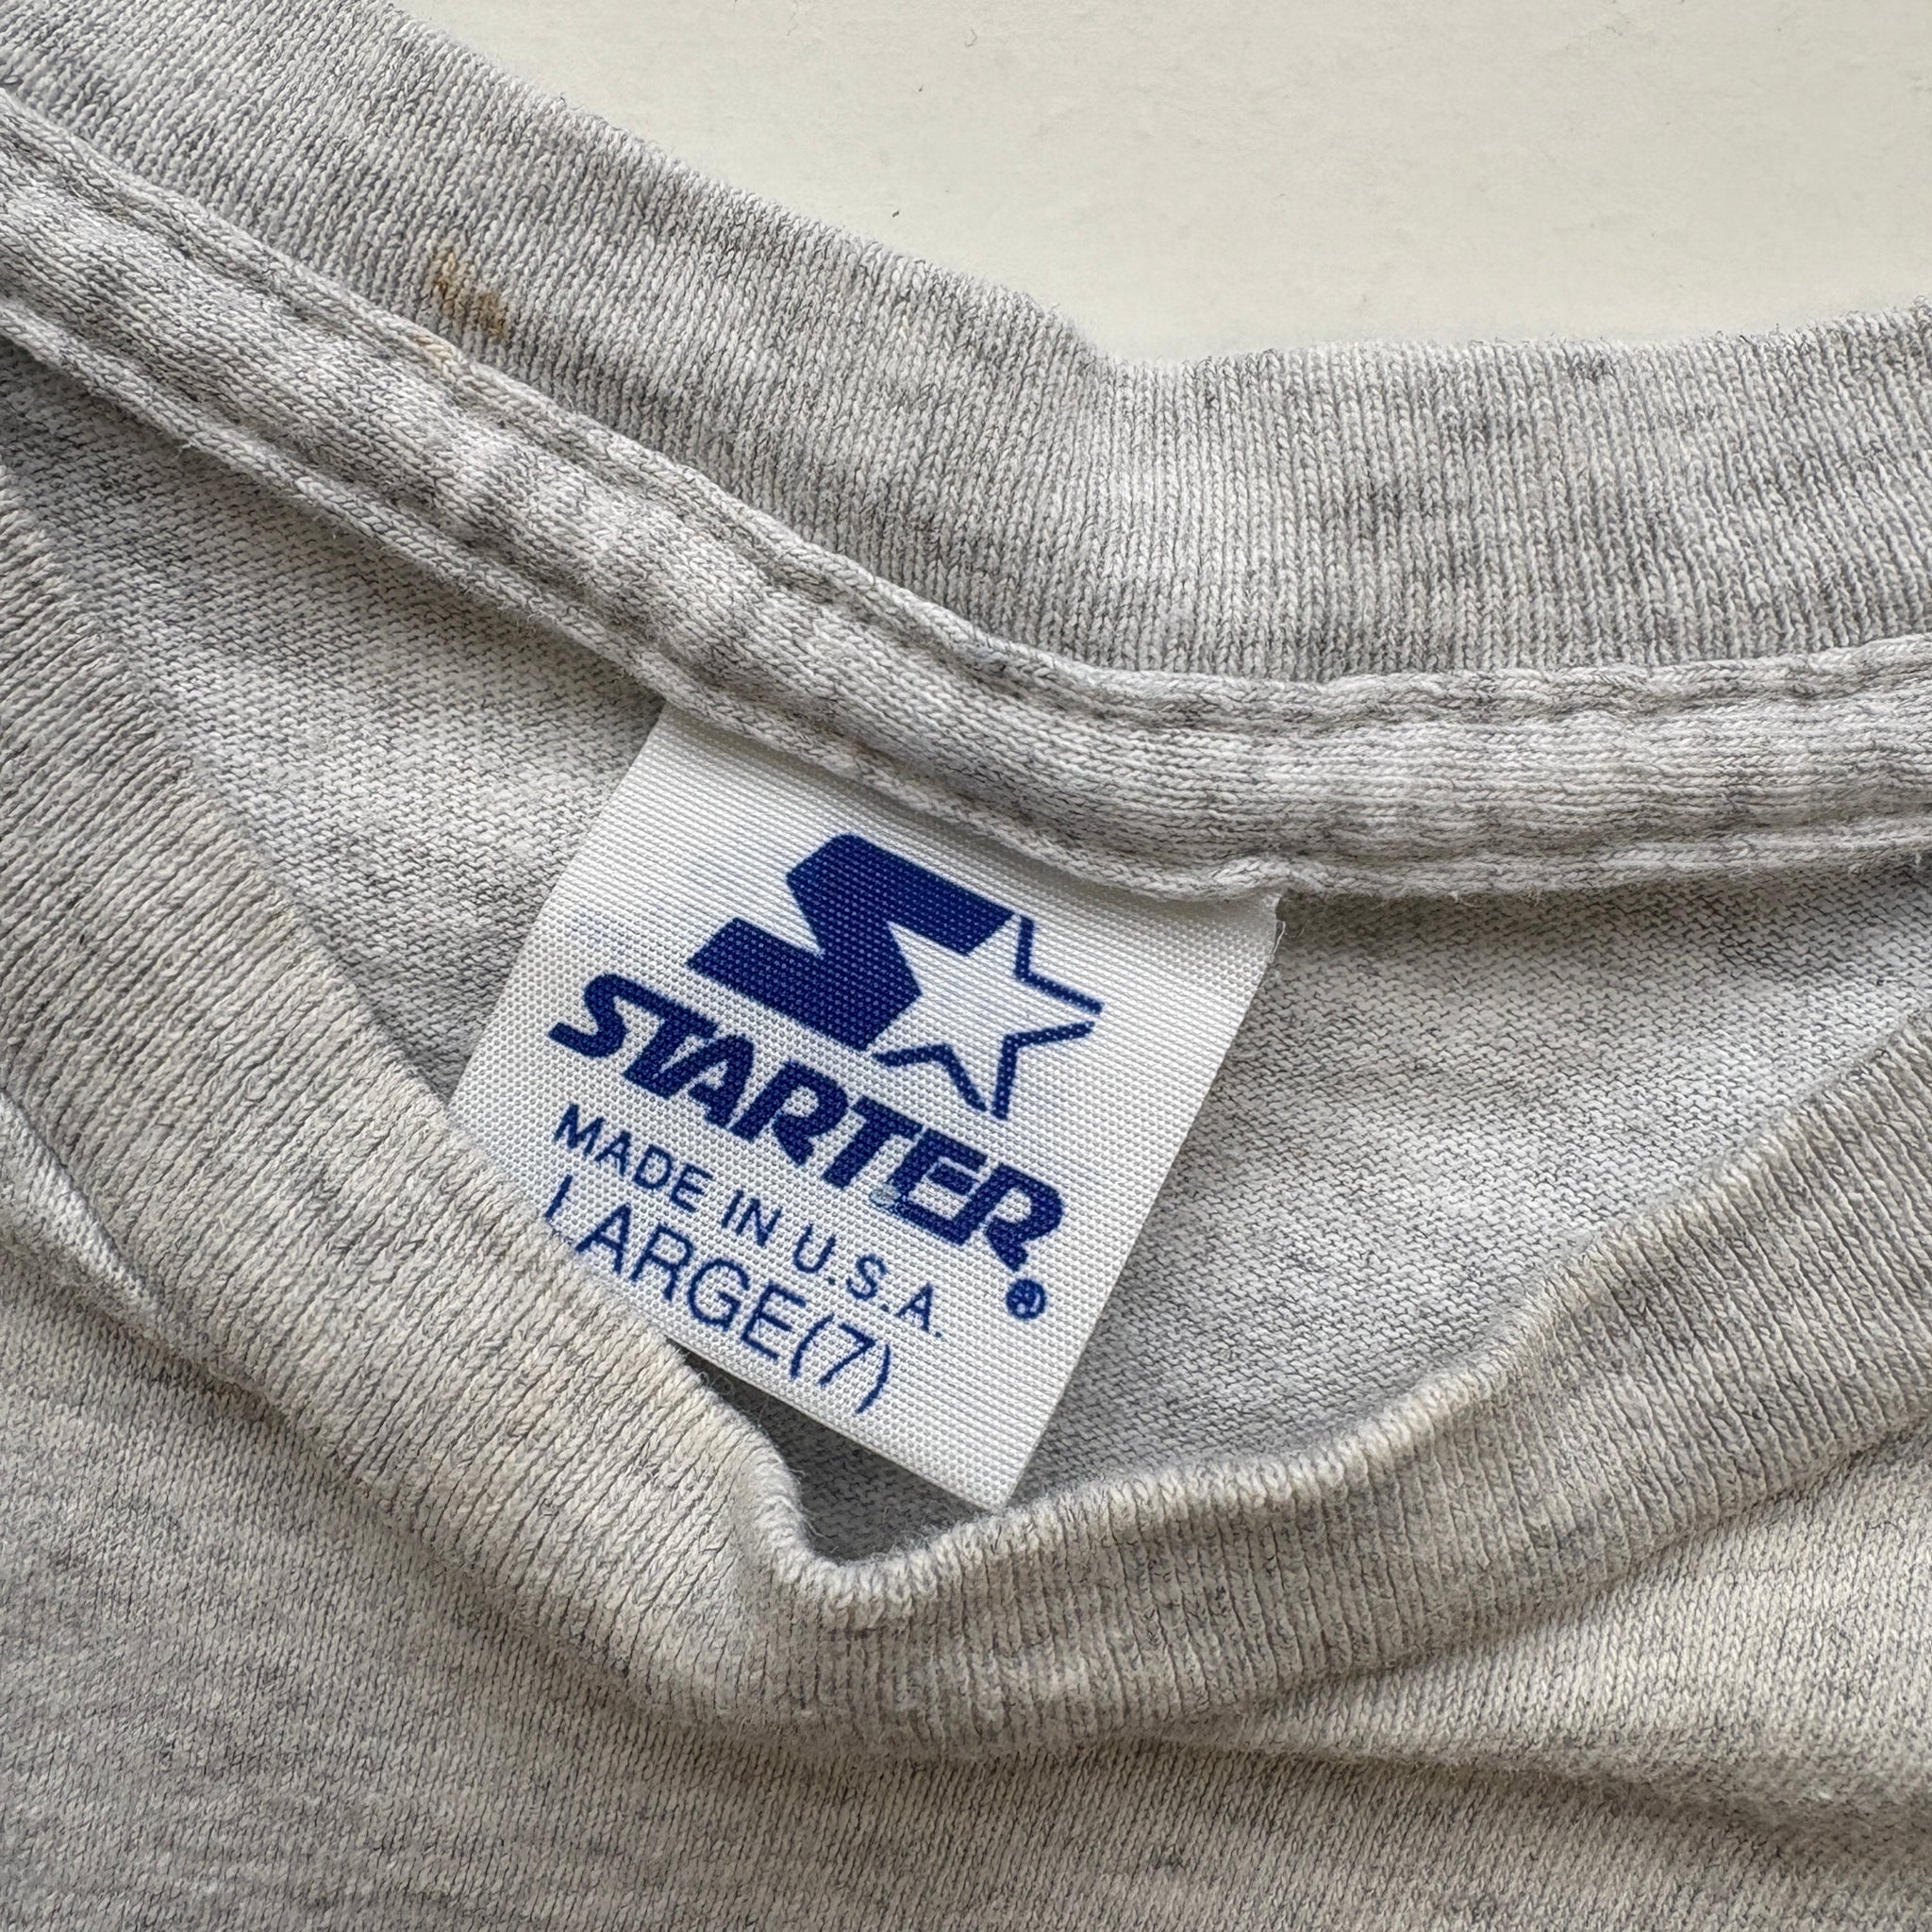 STARTER®
MADE IN U.S.A.
LARGE(7)